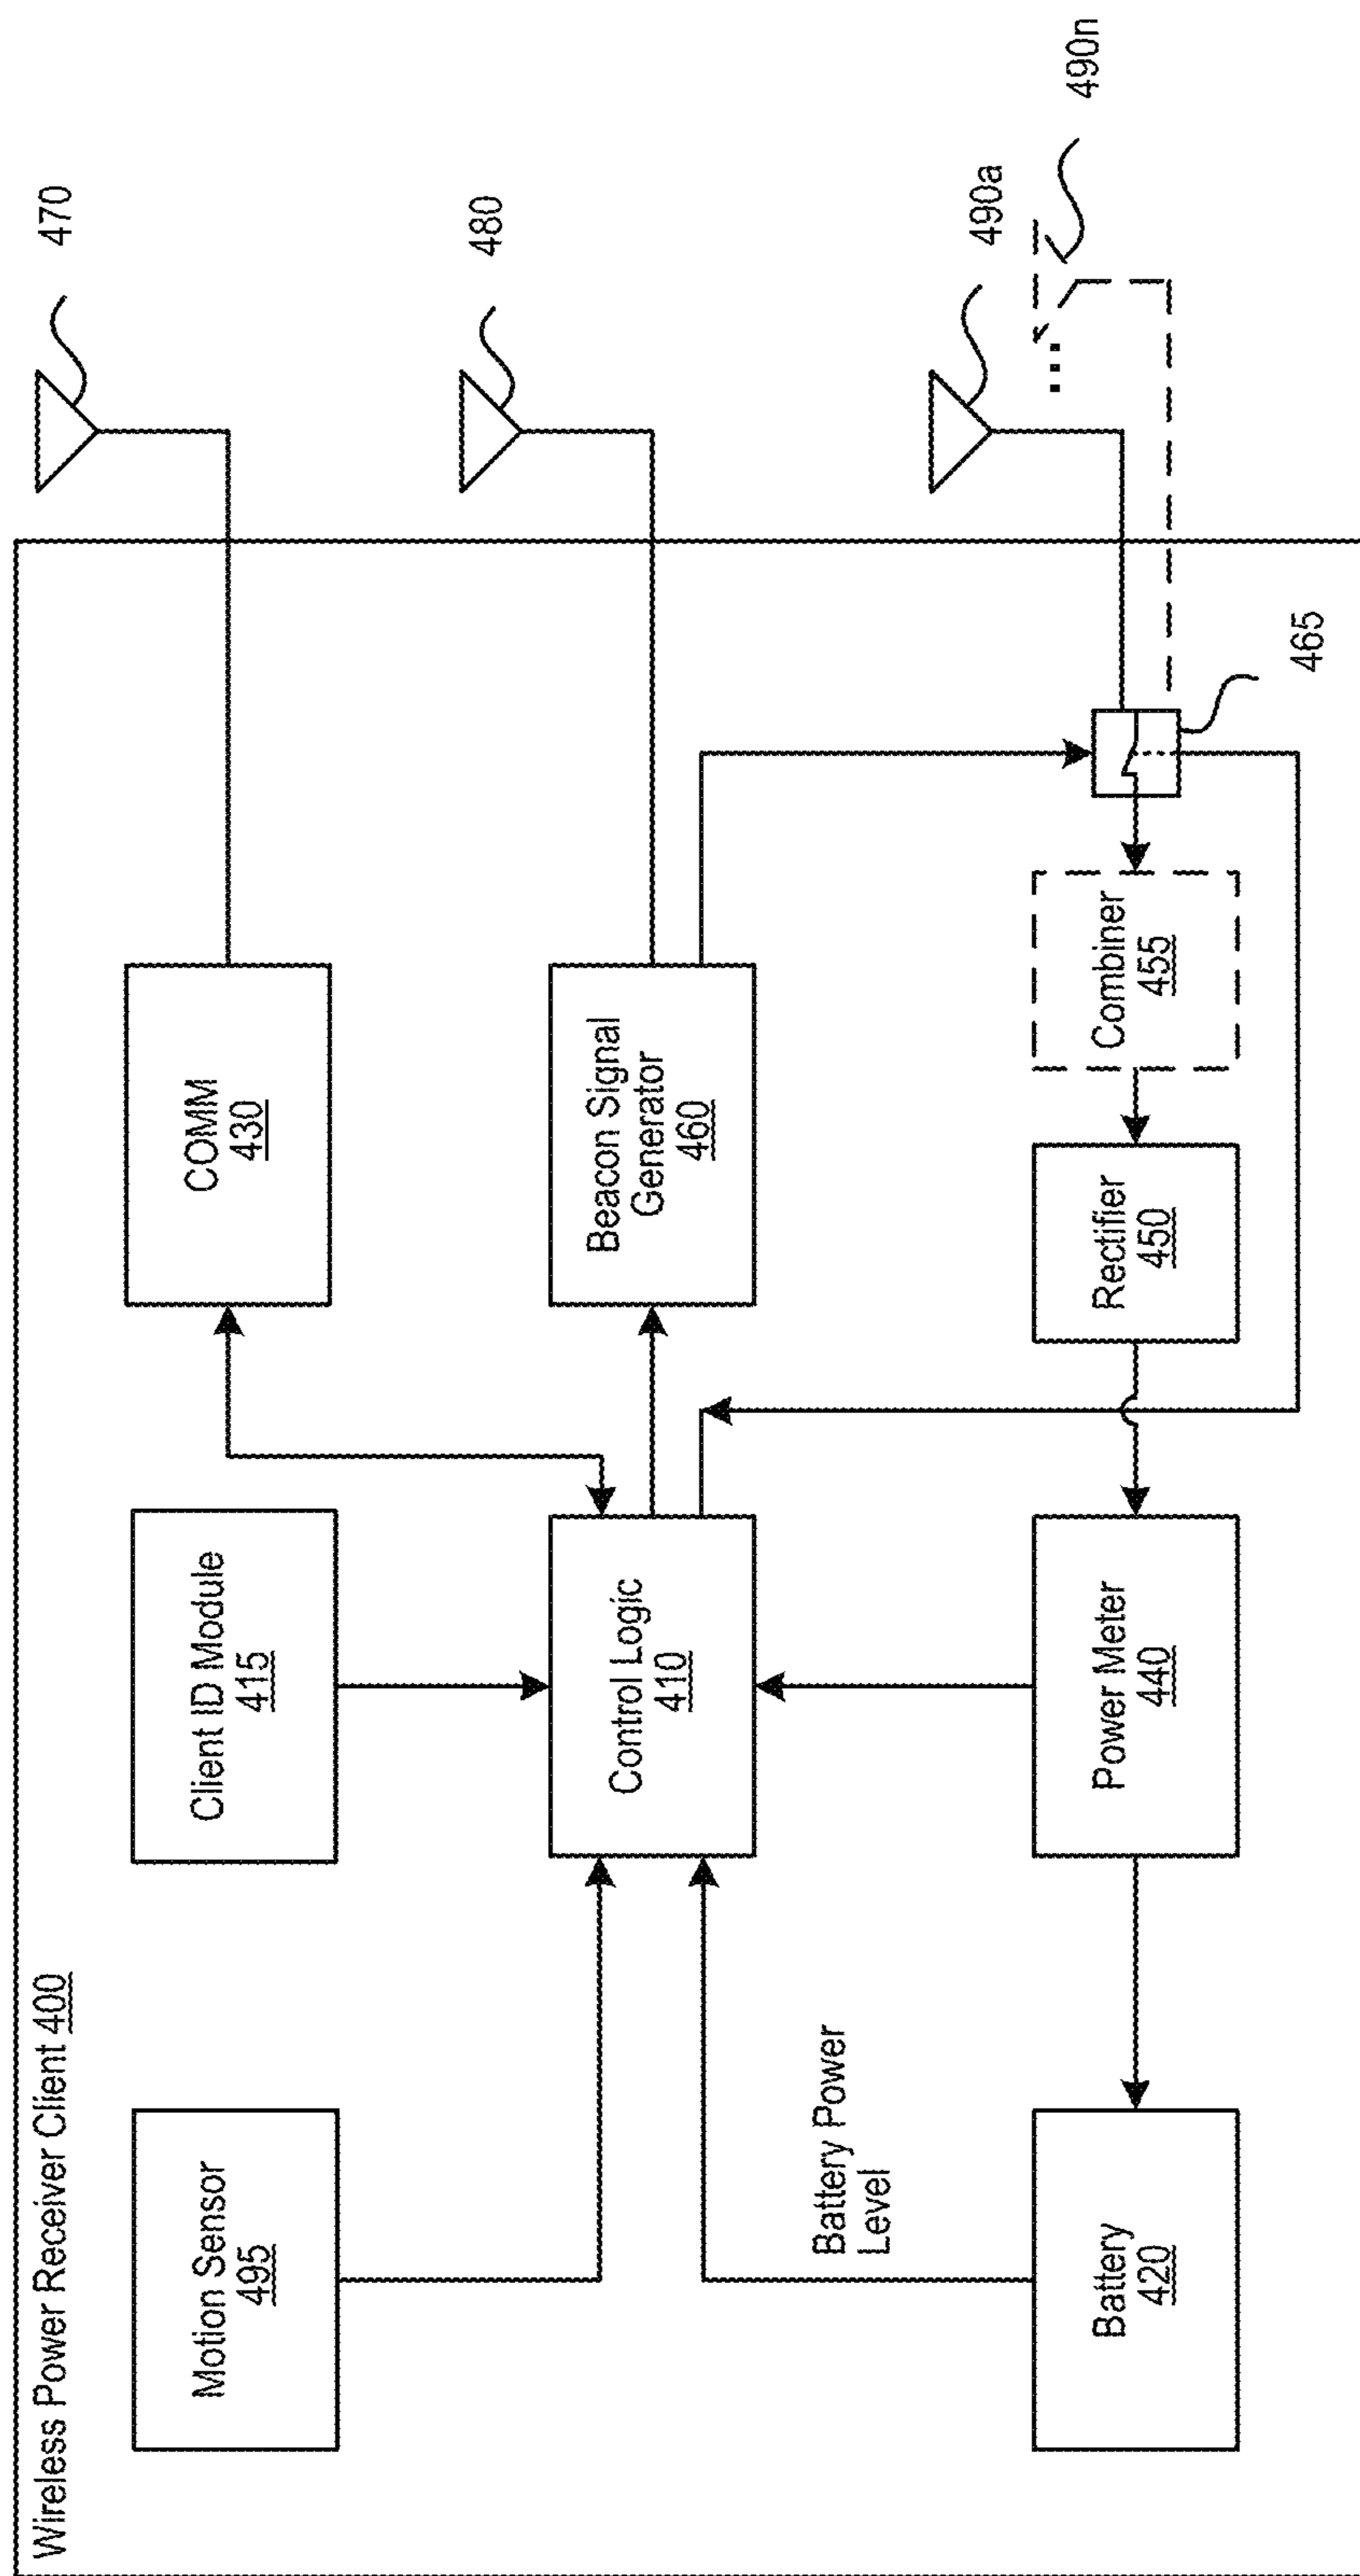 Wireless Power Receiver Client 400
Motion Sensor
495
Client ID Module
415
COMM
430
470
Control Logic
410
Beacon Signal
Generator
460
480
Battery Power
Level
Battery
420
Power Meter
440
Rectifier
450
Combiner
455
465
490a
...
490n